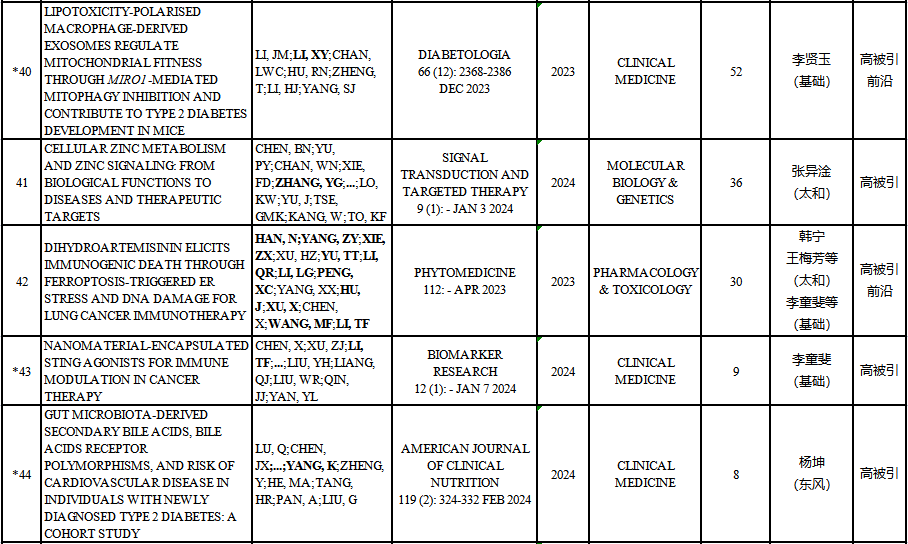 *40
LIPOTOXICITY-POLARISED
MACROPHAGE-DERIVED
EXOSOMES REGULATE
MITOCHONDRIAL FITNESS
THROUGH MIRO1-MEDIATED
MITOPHAGY INHIBITION AND
CONTRIBUTE TO TYPE 2 DIABETES
DEVELOPMENT IN MICE
LI, JM;LI, XY;CHAN,
LWC;HU, RN;ZHENG,
T;LI, HJ;YANG, SJ
DIABETOLOGIA
66 (12): 2368-2386
DEC 2023
2023
CLINICAL
MEDICINE
52
李贤玉
(基础)
高被引
前沿
41
CELLULAR ZINC METABOLISM
AND ZINC SIGNALING: FROM
BIOLOGICAL FUNCTIONS TO
DISEASES AND THERAPEUTIC
TARGETS
CHEN, BN;YU,
PY;CHAN, WN;XIE,
FD;ZHANG, YG;...;LO,
KW;YU, J;TSE,
GMK;KANG, W;TO, KF
SIGNAL
TRANSDUCTION AND
TARGETED THERAPY
9 (1): - JAN 3 2024
2024
MOLECULAR
BIOLOGY &
GENETICS
36
张异淦
(太和)
高被引
42
DIHYDROARTEMISININ ELICITS
IMMUNOGENIC DEATH THROUGH
FERROPTOSIS-TRIGGERED ER
STRESS AND DNA DAMAGE FOR
LUNG CANCER IMMUNOTHERAPY
HAN, N;YANG, ZY;XIE,
ZX;XU, HZ;YU, TT;LI,
QR;LI, LG;PENG,
XC;YANG, XX;HU,
J;XU, X;CHEN,
X;WANG, MF;LI, TF
PHYTOMEDICINE
112: - APR 2023
2023
PHARMACOLOGY
& TOXICOLOGY
30
韩宁
王梅芳等
(太和)
李童斐等
(基础)
高被引
前沿
*43
NANOMATERIAL-ENCAPSULATED
STING AGONISTS FOR IMMUNE
MODULATION IN CANCER
THERAPY
CHEN, X;XU, ZJ;LI,
TF;...;LIU, YH;LIANG,
QJ;LIU, WR;QIN,
JJ;YAN, YL
BIOMARKER
RESEARCH
12 (1): - JAN 7 2024
2024
CLINICAL
MEDICINE
9
李童斐
(基础)
高被引
*44
GUT MICROBIOTA-DERIVED
SECONDARY BILE ACIDS, BILE
ACIDS RECEPTOR
POLYMORPHISMS, AND RISK OF
CARDIOVASCULAR DISEASE IN
INDIVIDUALS WITH NEWLY
DIAGNOSED TYPE 2 DIABETES: A
COHORT STUDY
LU, Q;CHEN,
JX;...;YANG, K;ZHENG,
Y;HE, MA;TANG,
HR;PAN, A;LIU, G
AMERICAN JOURNAL
OF CLINICAL
NUTRITION
119 (2): 324-332 FEB 2024
2024
CLINICAL
MEDICINE
8
杨坤
(东风)
高被引